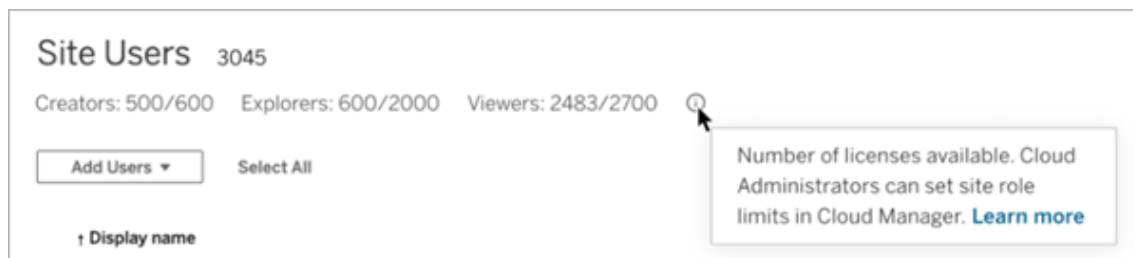 Site Users 3045
Creators: 500/600 Explorers: 600/2000 Viewers: 2483/2700
Add Users Select All
Number of licenses available. Cloud
Administrators can set site role
limits in Cloud Manager. Learn more
↑ Display name